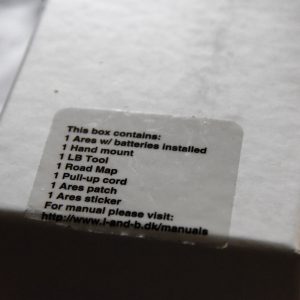 This box contains:
1 Ares w/ batteries installed
1 Hand mount
1 LB Tool
1 Road Map
1 Pull-up cord
1 Ares patch
1 Ares sticker
For manual please visit:
http://www.l-and-b.dk/manuals